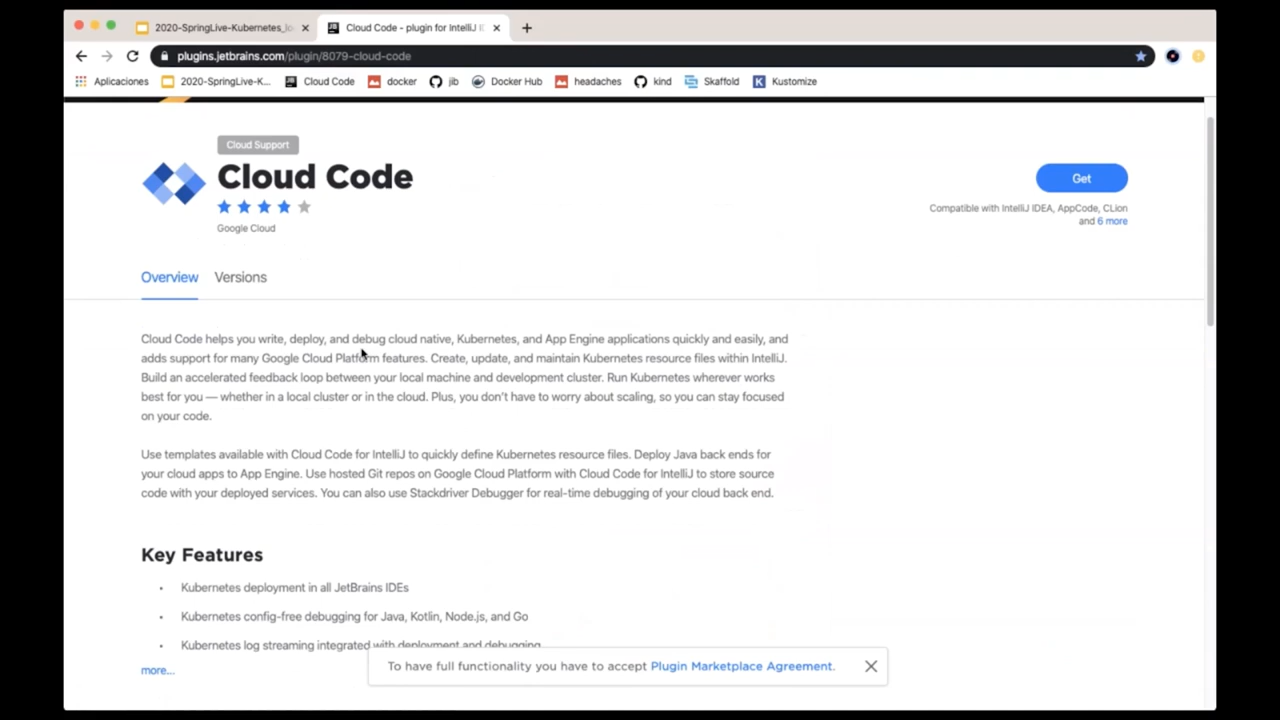 2020-SpringLive-Kubernetes_lo
Cloud Code - plugin for IntelliJ I
plugins.jetbrains.com/plugin/8079-cloud-code
Aplicaciones
2020-SpringLive-K...
Cloud Code
docker
jib
Docker Hub
headaches
kind
Skaffold
Kustomize
Cloud Support
Cloud Code
Google Cloud
Get
Compatible with IntelliJ IDEA, AppCode, CLion
and 6 more
Overview
Versions
Cloud Code helps you write, deploy, and debug cloud native, Kubernetes, and App Engine applications quickly and easily, and
adds support for many Google Cloud Platform features. Create, update, and maintain Kubernetes resource files within IntelliJ.
Build an accelerated feedback loop between your local machine and development cluster. Run Kubernetes wherever works
best for you — whether in a local cluster or in the cloud. Plus, you don't have to worry about scaling, so you can stay focused
on your code.
Use templates available with Cloud Code for IntelliJ to quickly define Kubernetes resource files. Deploy Java back ends for
your cloud apps to App Engine. Use hosted Git repos on Google Cloud Platform with Cloud Code for IntelliJ to store source
code with your deployed services. You can also use Stackdriver Debugger for real-time debugging of your cloud back end.
Key Features
• Kubernetes deployment in all JetBrains IDEs
• Kubernetes config-free debugging for Java, Kotlin, Node.js, and Go
• Kubernetes log streaming integrated with deployment and debugging
more...
To have full functionality you have to accept Plugin Marketplace Agreement.